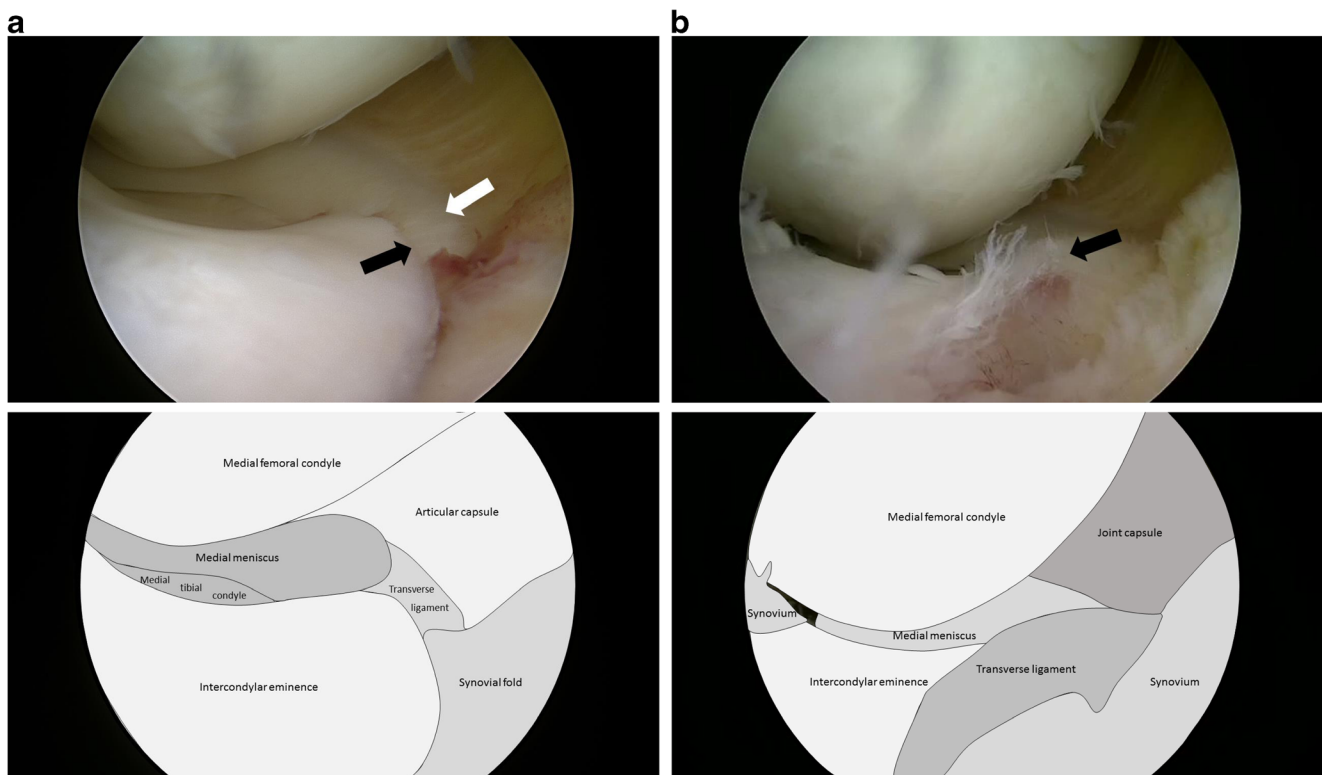 a
b
Medial femoral condyle
Articular capsule
Medial meniscus
Medial
tibial
condyle
Transverse
ligament
Intercondylar eminence
Synovial fold
Medial femoral condyle
Joint capsule
Synovium
Medial meniscus
Transverse ligament
Intercondylar eminence
Synovium